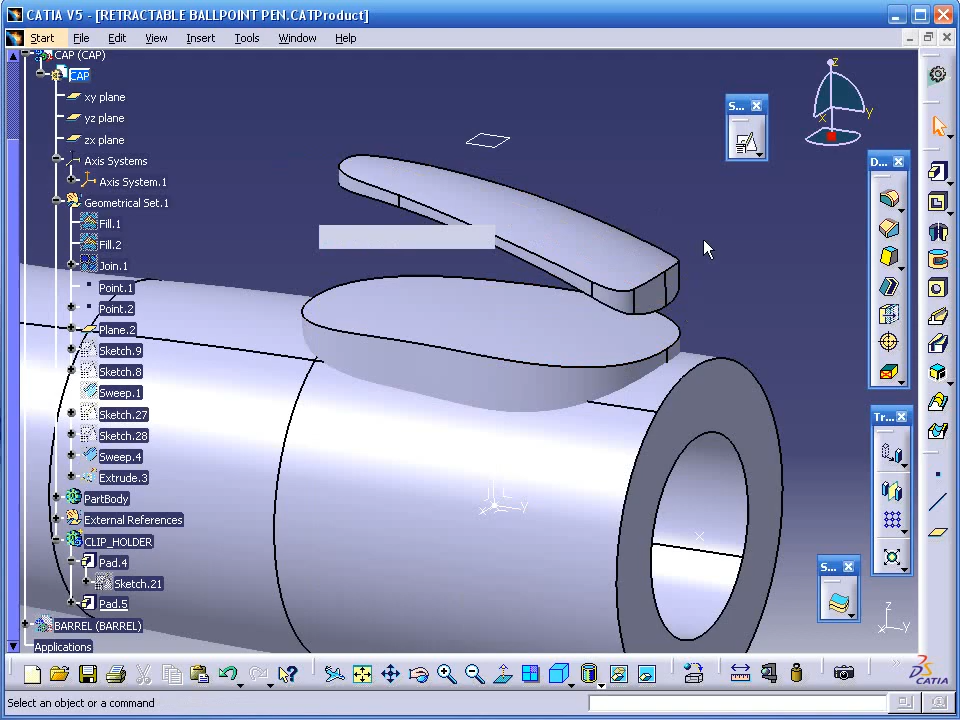 CATIA V5 - [RETRACTABLE BALLPOINT PEN.CATProduct]
Start File Edit View Insert Tools Window Help
CAP (CAP)
CAP
xy plane
yz plane
zx plane
Axis Systems
Axis System.1
Geometrical Set.1
Fill.1
Fill.2
Join.1
Point.1
Point.2
Plane.2
Sketch.9
Sketch.8
Sweep.1
Sketch.27
Sketch.28
Sweep.4
Extrude.3
PartBody
External References
CLIP_HOLDER
Pad.4
Sketch.21
Pad.5
BARREL (BARREL)
Applications
S...
z
x
y
D...
Tr...
S...
z
x
y
z
y
x
CATIA
Select an object or a command